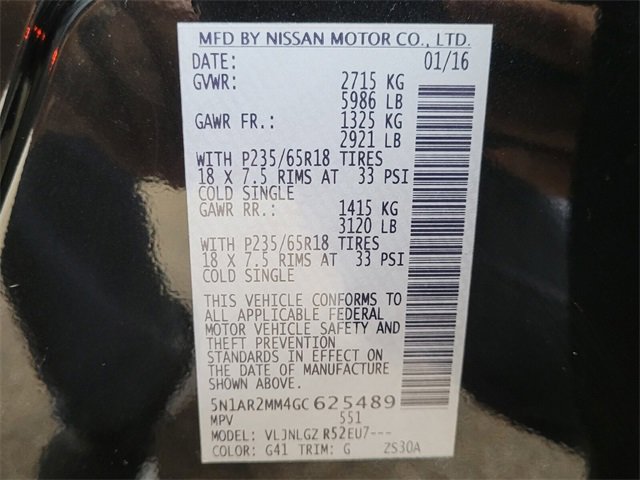 MFD BY NISSAN MOTOR CO., LTD.
DATE: 01/16
GVWR: 2715 KG
5986 LB
GAWR FR.: 1325 KG
2921 LB
WITH P235/65R18 TIRES
18 X 7.5 RIMS AT 33 PSI
COLD SINGLE
GAWR RR.: 1415 KG
3120 LB
WITH P235/65R18 TIRES
18 X 7.5 RIMS AT 33 PSI
COLD SINGLE
THIS VEHICLE CONFORMS TO
ALL APPLICABLE FEDERAL
MOTOR VEHICLE SAFETY AND
THEFT PREVENTION
STANDARDS IN EFFECT ON
THE DATE OF MANUFACTURE
SHOWN ABOVE.
5N1AR2MM4GC625489
MPV 551
MODEL: VLJNLGZ R52EU7---
COLOR: G41 TRIM: G ZS30A